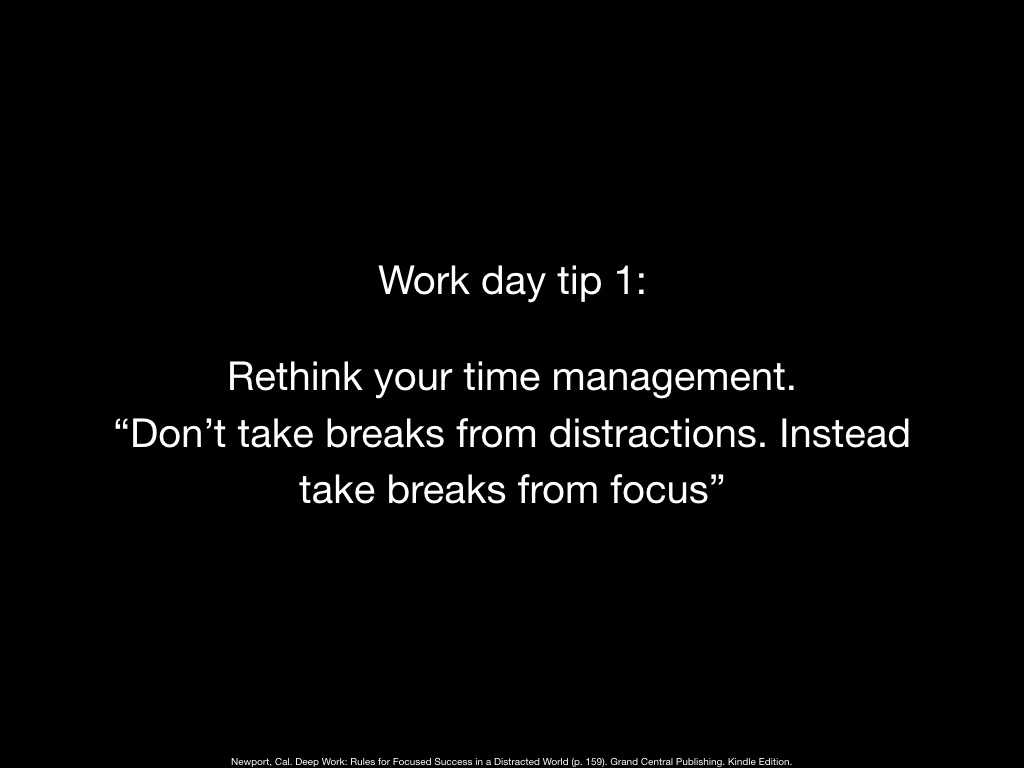 Work day tip 1:
Rethink your time management.
“Don’t take breaks from distractions. Instead
take breaks from focus”
Newport, Cal. Deep Work: Rules for Focused Success in a Distracted World (p. 159). Grand Central Publishing. Kindle Edition.